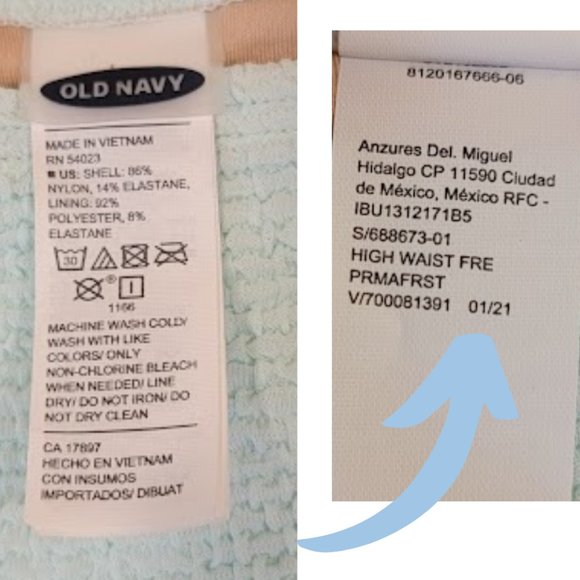 OLD NAVY
MADE IN VIETNAM
RN 54023
■ US: SHELL: 86%
NYLON, 14% ELASTANE,
LINING: 92%
POLYESTER, 8%
ELASTANE
30
1166
MACHINE WASH COLD/
WASH WITH LIKE
COLORS/ ONLY
NON-CHLORINE BLEACH
WHEN NEEDED/ LINE
DRY/ DO NOT IRON/ DO
NOT DRY CLEAN
CA 17897
HECHO EN VIETNAM
CON INSUMOS
IMPORTADOS/ DIBUAT
8120167666-06
Anzures Del. Miguel
Hidalgo CP 11590 Ciudad
de México, México RFC -
IBU1312171B5
S/688673-01
HIGH WAIST FRE
PRMAFRST
V/700081391 01/21